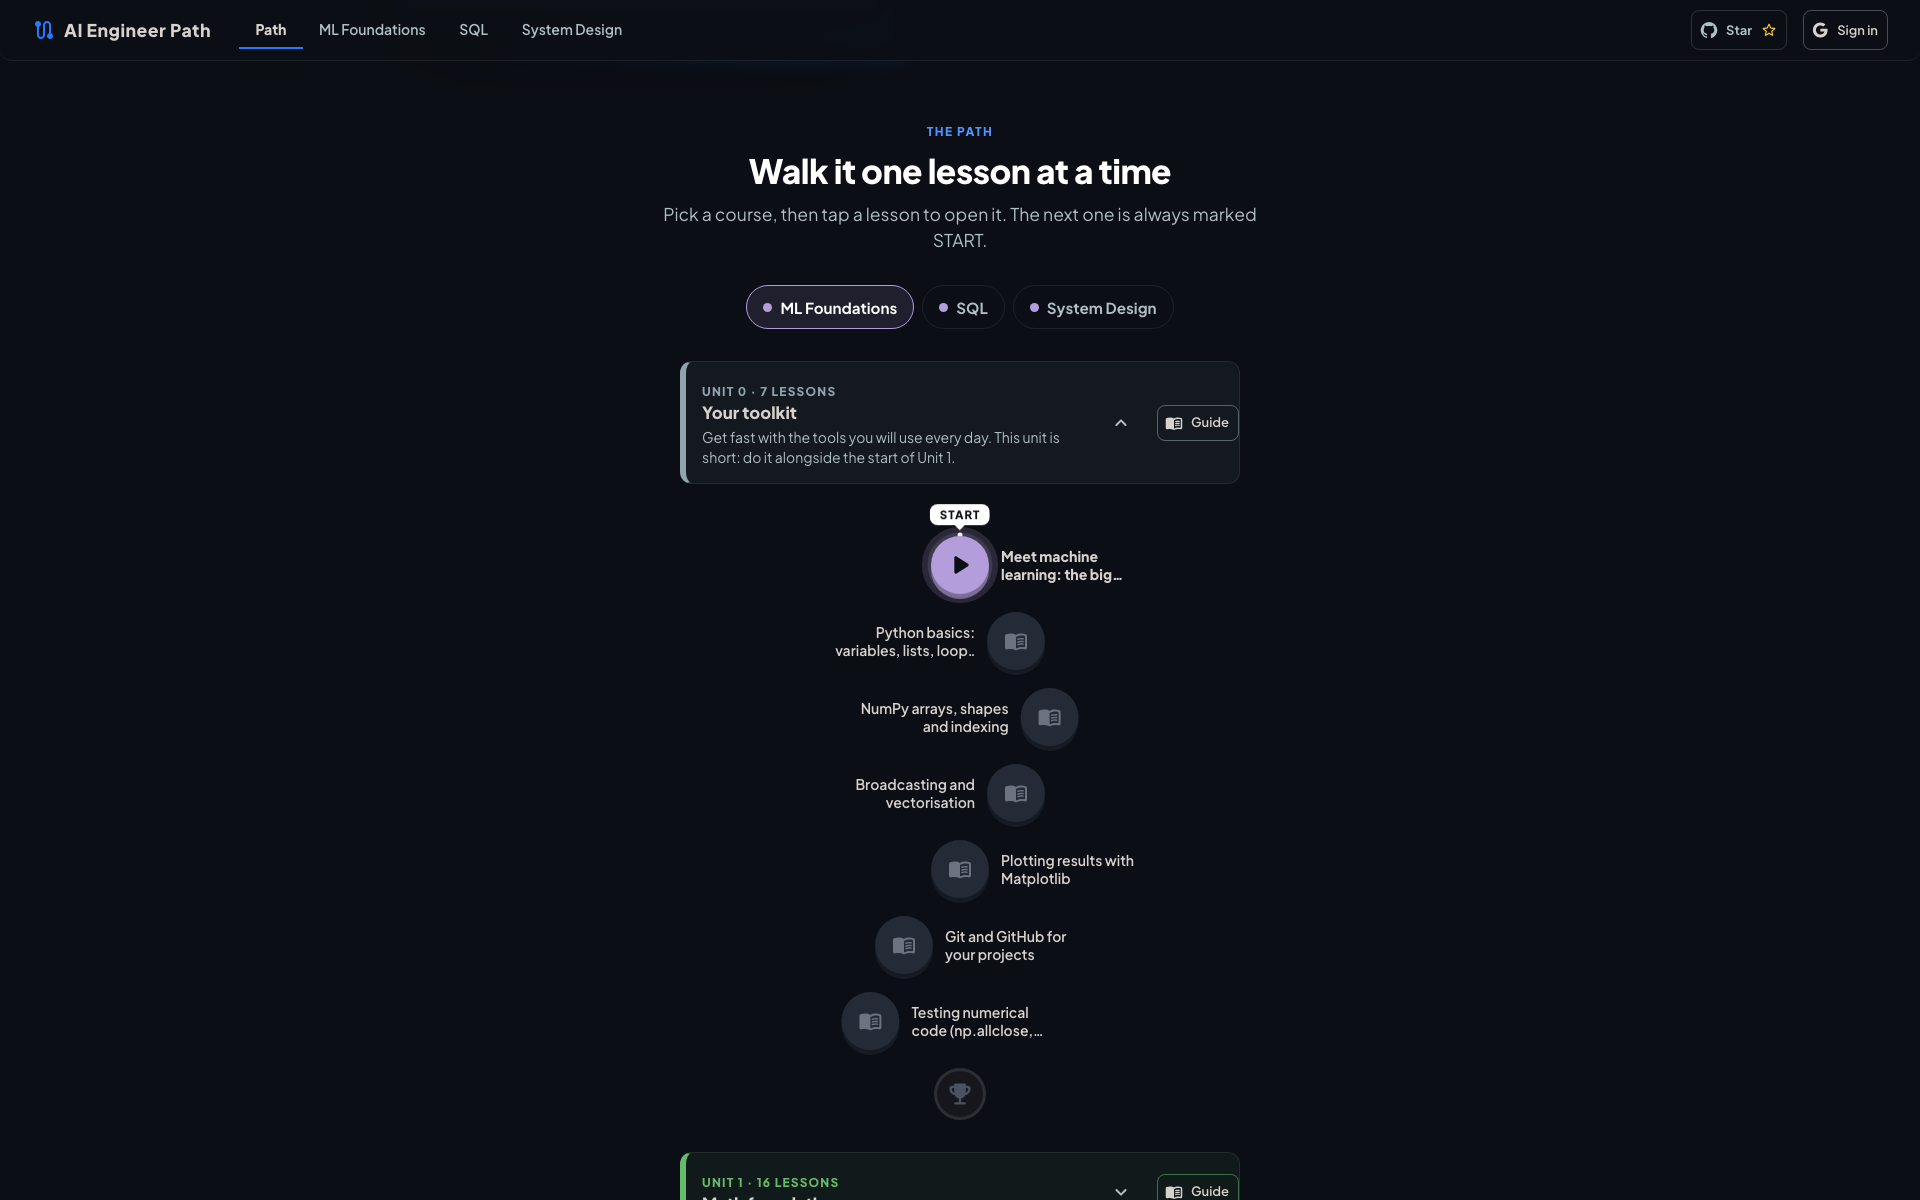 AI Engineer Path
Path
ML Foundations
SQL
System Design
Star
Sign in
THE PATH
Walk it one lesson at a time
Pick a course, then tap a lesson to open it. The next one is always marked
START.
ML Foundations
SQL
System Design
UNIT 0 · 7 LESSONS
Your toolkit
Get fast with the tools you will use every day. This unit is
short: do it alongside the start of Unit 1.
Guide
START
Meet machine
learning: the big…
Python basics:
variables, lists, loop…
NumPy arrays, shapes
and indexing
Broadcasting and
vectorisation
Plotting results with
Matplotlib
Git and GitHub for
your projects
Testing numerical
code (np.allclose,…
UNIT 1 · 16 LESSONS
Guide